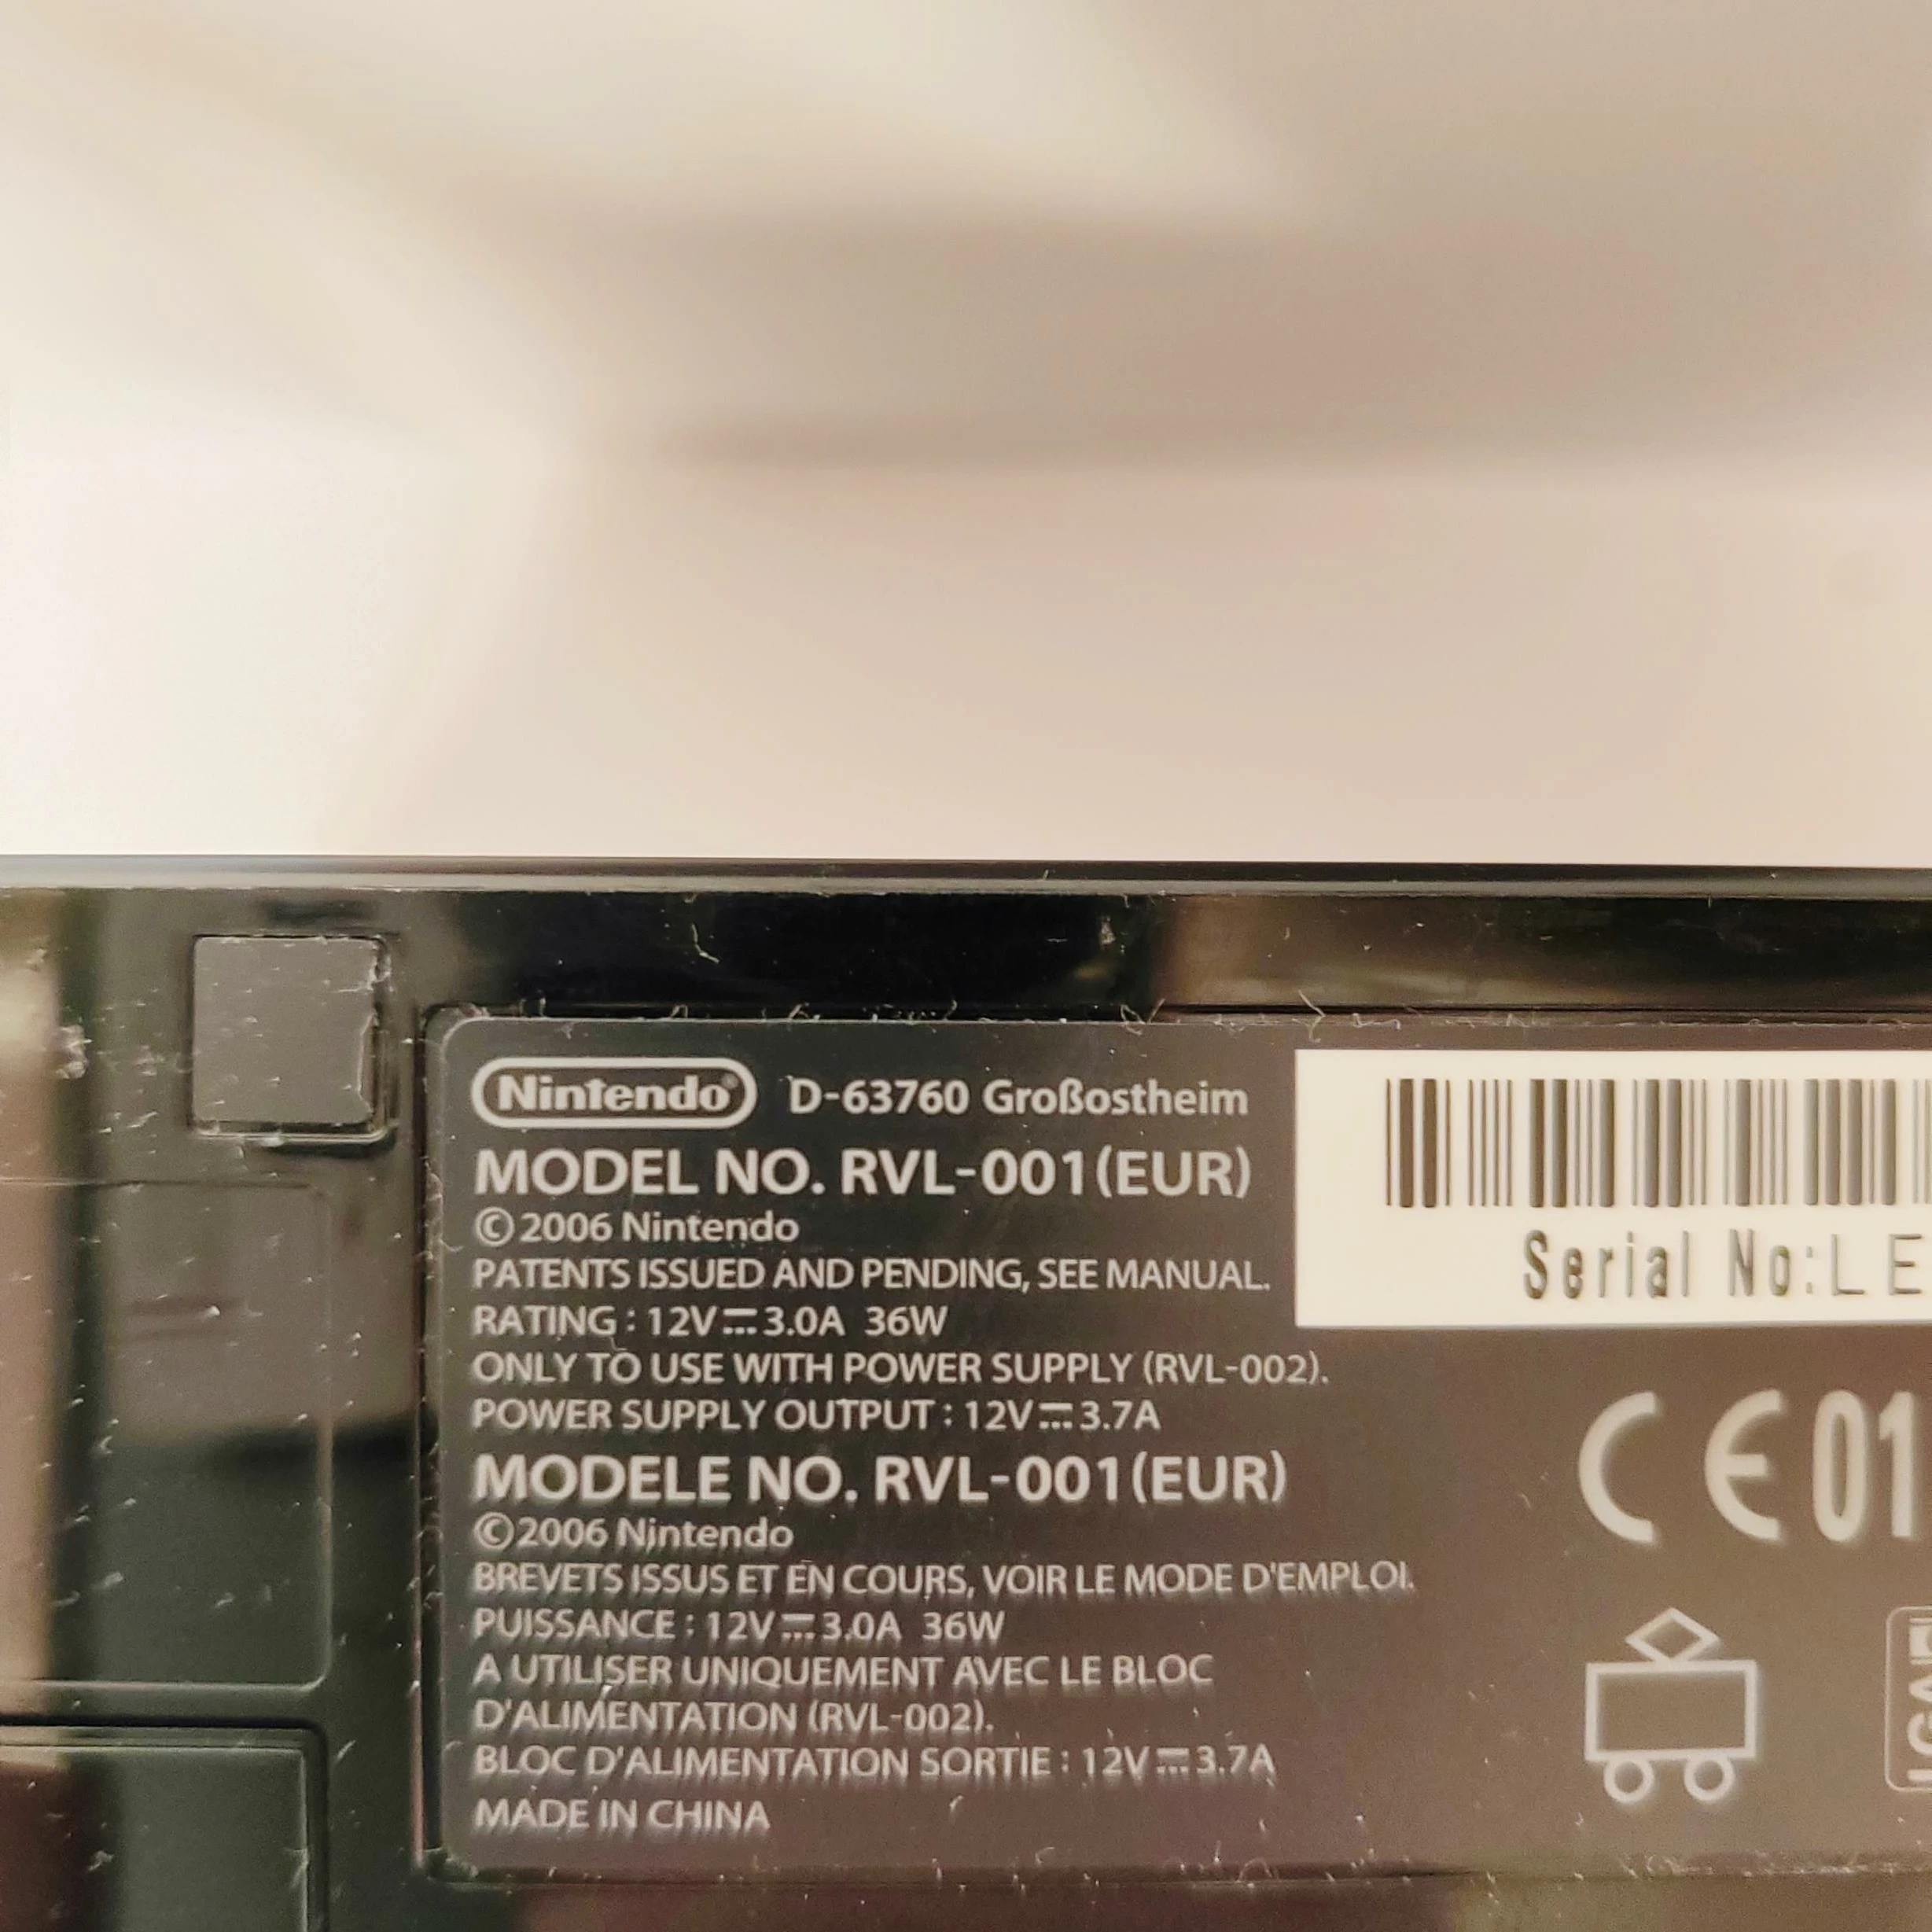 Nintendo® D-63760 Großostheim
MODEL NO. RVL-001(EUR)
©2006 Nintendo
PATENTS ISSUED AND PENDING, SEE MANUAL.
RATING : 12V⎓3.0A 36W
ONLY TO USE WITH POWER SUPPLY (RVL-002).
POWER SUPPLY OUTPUT : 12V⎓3.7A
MODELE NO. RVL-001(EUR)
©2006 Nintendo
BREVETS ISSUS ET EN COURS, VOIR LE MODE D'EMPLOI.
PUISSANCE : 12V⎓3.0A 36W
A UTILISER UNIQUEMENT AVEC LE BLOC
D'ALIMENTATION (RVL-002).
BLOC D'ALIMENTATION SORTIE : 12V⎓3.7A
MADE IN CHINA
Serial No:LE
CE01